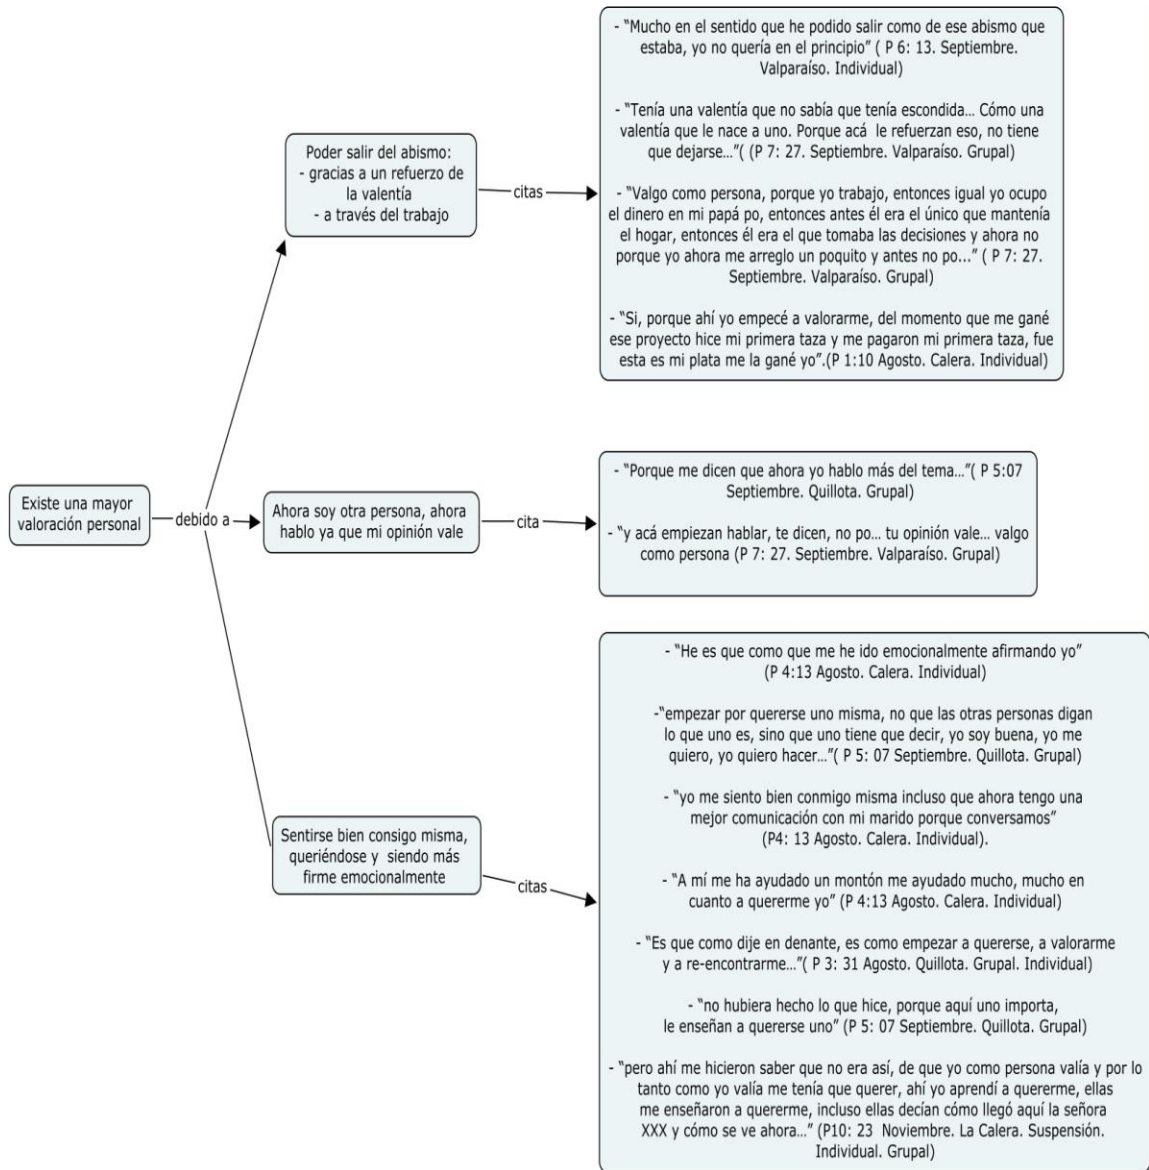 Existe una mayor
valoración personal
debido a
Poder salir del abismo:
- gracias a un refuerzo de
la valentía
- a través del trabajo
citas
- “Mucho en el sentido que he podido salir como de ese abismo que
estaba, yo no quería en el principio” ( P 6: 13. Septiembre.
Valparaíso. Individual)
- “Tenía una valentía que no sabía que tenía escondida... Cómo una
valentía que le nace a uno. Porque acá le refuerzan eso, no tiene
que dejarse...”( (P 7: 27. Septiembre. Valparaíso. Grupal)
- “Valgo como persona, porque yo trabajo, entonces igual yo ocupo
el dinero en mi papá po, entonces antes él era el único que mantenía
el hogar, entonces él era el que tomaba las decisiones y ahora no
porque yo ahora me arreglo un poquito y antes no po...” ( P 7: 27.
Septiembre. Valparaíso. Grupal)
- “Si, porque ahí yo empecé a valorarme, del momento que me gané
ese proyecto hice mi primera taza y me pagaron mi primera taza, fue
esta es mi plata me la gané yo”.(P 1:10 Agosto. Calera. Individual)
Ahora soy otra persona, ahora
hablo ya que mi opinión vale
cita
- “Porque me dicen que ahora yo hablo más del tema...”( P 5:07
Septiembre. Quillota. Grupal)
- “y acá empiezan hablar, te dicen, no po... tu opinión vale... valgo
como persona (P 7: 27. Septiembre. Valparaíso. Grupal)
Sentirse bien consigo misma,
queriéndose y siendo más
firme emocionalmente
citas
- “He es que como que me he ido emocionalmente afirmando yo”
(P 4:13 Agosto. Calera. Individual)
-“empezar por quererse uno misma, no que las otras personas digan
lo que uno es, sino que uno tiene que decir, yo soy buena, yo me
quiero, yo quiero hacer...”( P 5: 07 Septiembre. Quillota. Grupal)
- “yo me siento bien conmigo misma incluso que ahora tengo una
mejor comunicación con mi marido porque conversamos”
(P4: 13 Agosto. Calera. Individual).
- “A mí me ha ayudado un montón me ayudado mucho, mucho en
cuanto a quererme yo” (P 4:13 Agosto. Calera. Individual)
- “Es que como dije en denante, es como empezar a quererse, a valorarme
y a re-encontrarme...”( P 3: 31 Agosto. Quillota. Grupal. Individual)
- “no hubiera hecho lo que hice, porque aquí uno importa,
le enseñan a quererse uno” (P 5: 07 Septiembre. Quillota. Grupal)
- “pero ahí me hicieron saber que no era así, de que yo como persona valía y por lo
tanto como yo valía me tenía que querer, ahí yo aprendí a quererme, ellas
me enseñaron a quererme, incluso ellas decían cómo llegó aquí la señora
XXX y cómo se ve ahora...” (P10: 23 Noviembre. La Calera. Suspensión.
Individual. Grupal)